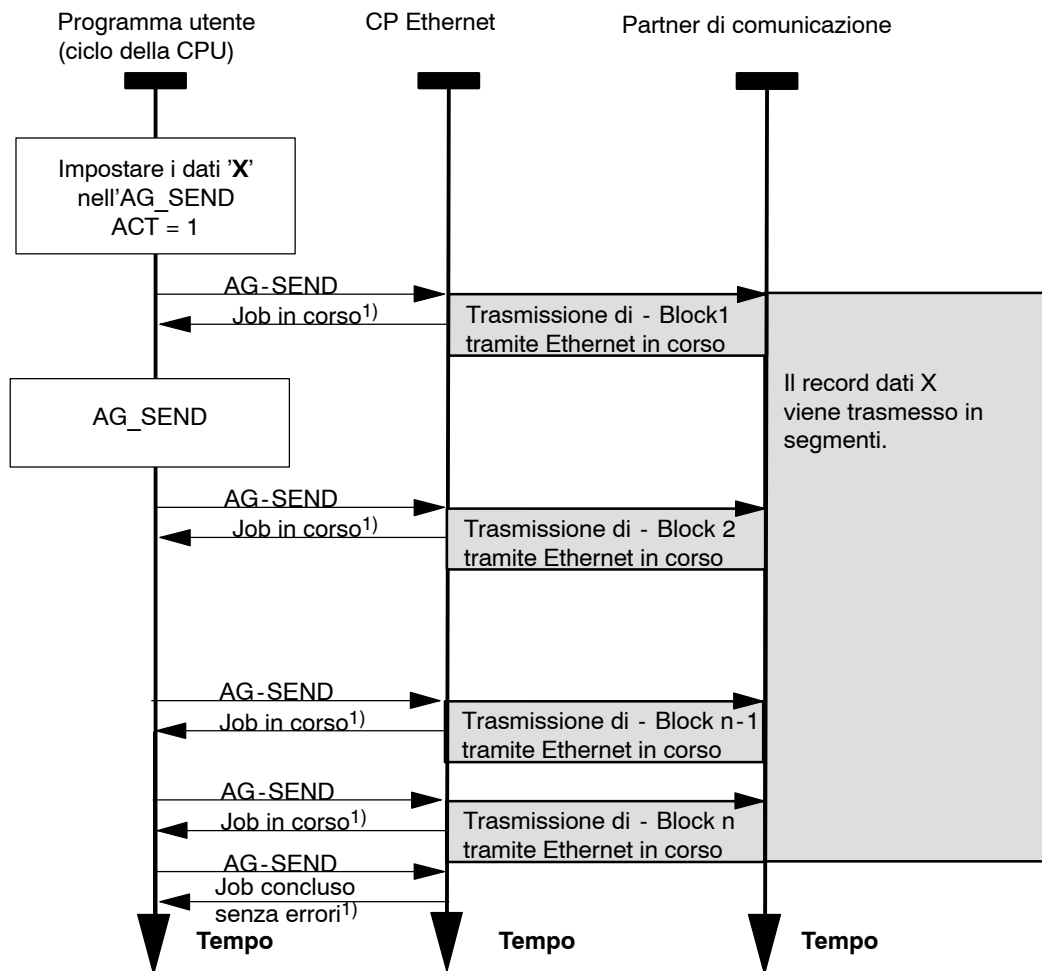 Programma utente
(ciclo della CPU)
CP Ethernet
Partner di comunicazione
Impostare i dati ’X’
nell’AG_SEND
ACT = 1
AG-SEND
Job in corso1)
Trasmissione di - Block1
tramite Ethernet in corso
Il record dati X
viene trasmesso in
segmenti.
AG_SEND
AG-SEND
Job in corso1)
Trasmissione di - Block 2
tramite Ethernet in corso
AG-SEND
Job in corso1)
Trasmissione di - Block n-1
tramite Ethernet in corso
AG-SEND
Job in corso1)
Trasmissione di - Block n
tramite Ethernet in corso
AG-SEND
Job concluso
senza errori1)
Tempo
Tempo
Tempo